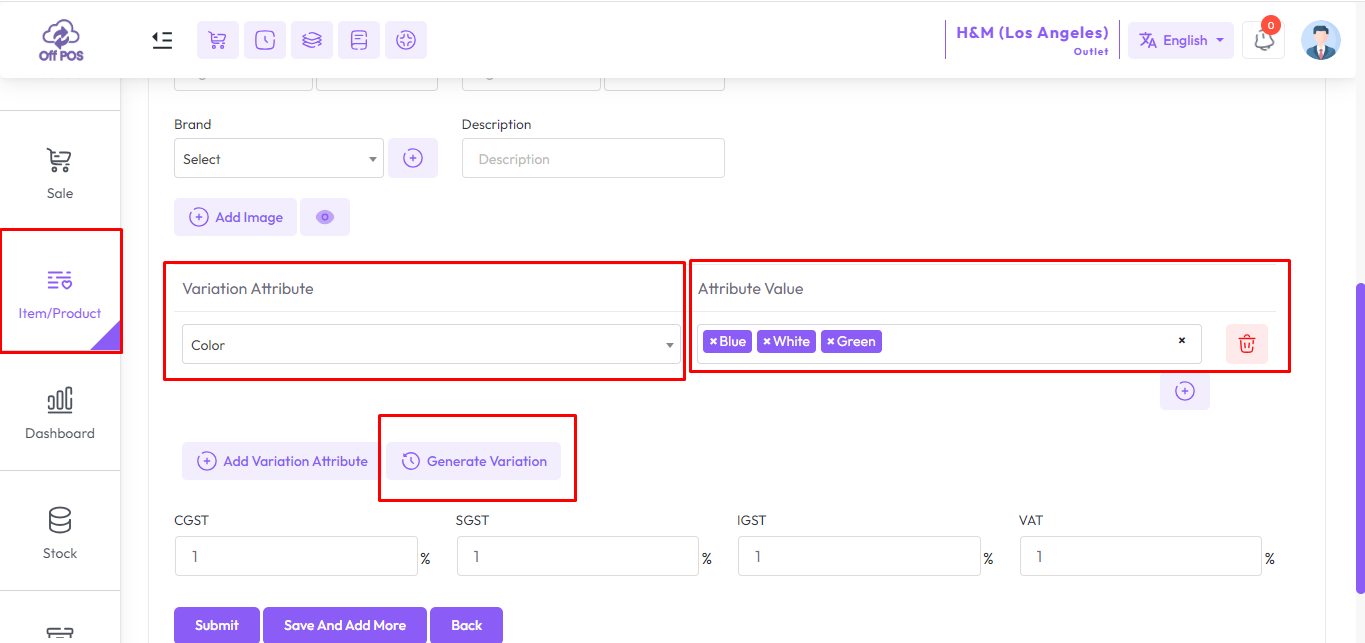 Off POS
H&M (Los Angeles)
Outlet
English
0
Brand
Description
Select
Description
Add Image
Sale
Item/Product
Dashboard
Stock
Variation Attribute
Attribute Value
Color
×Blue ×White ×Green ×
Add Variation Attribute
Generate Variation
CGST
SGST
IGST
VAT
1 %
1 %
1 %
1 %
Submit
Save And Add More
Back